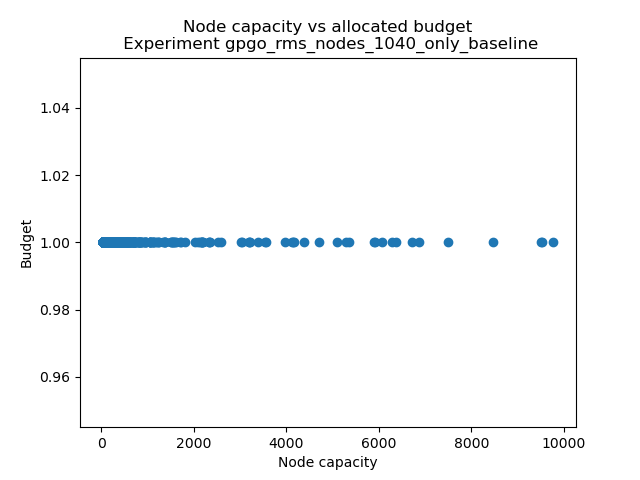 Node capacity vs allocated budget
Experiment gpgo_rms_nodes_1040_only_baseline
1.04
1.02
1.00
0.98
0.96
Budget
0
2000
4000
6000
8000
10000
Node capacity